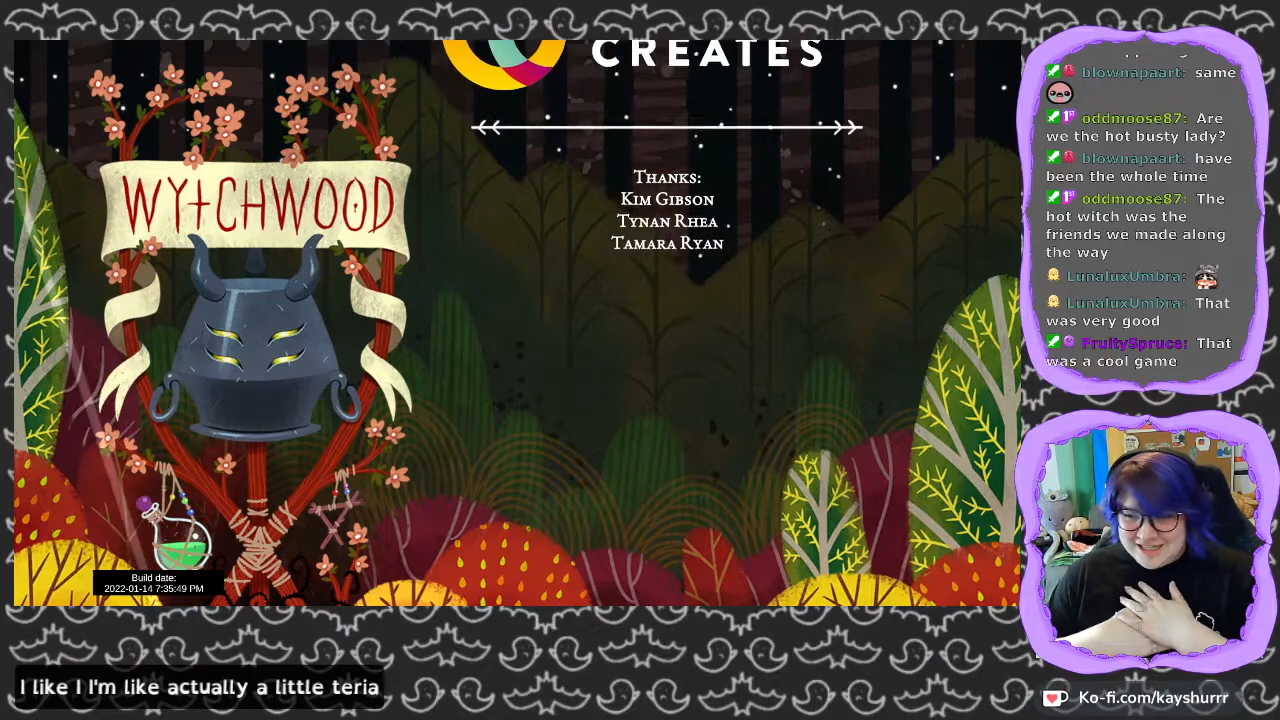 CREATES
WYTCHWOOD
THANKS:
KIM GIBSON
TYNAN RHEA
TAMARA RYAN
Build date:
2022-01-14 7:35:49 PM
blownapaart: same
oddmoose87: Are
we the hot busty lady?
blownapaart: have
been the whole time
oddmoose87: The
hot witch was the
friends we made along
the way
LunaluxUmbra:
LunaluxUmbra: That
was very good
FruitySpruce: That
was a cool game
I like I I'm like actually a little teria
Ko-fi.com/kayshurrr